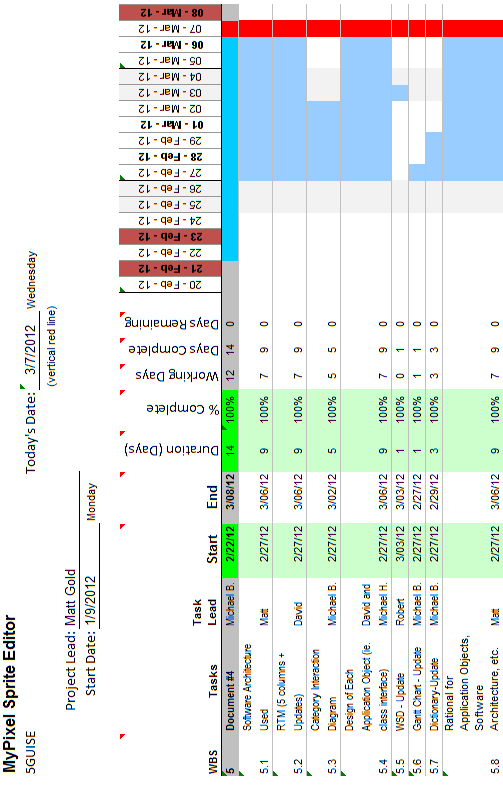 MyPixel Sprite Editor
5GUISE
Project Lead: Matt Gold
Today's Date: 3/7/2012 Wednesday
Start Date: 1/9/2012 Monday
(vertical red line)
WBS Tasks Task Lead Start End Duration (Days) % Complete Working Days Days Complete Days Remaining 20 - Feb - 12 21 - Feb - 12 22 - Feb - 12 23 - Feb - 12 24 - Feb - 12 25 - Feb - 12 26 - Feb - 12 27 - Feb - 12 28 - Feb - 12 29 - Feb - 12 01 - Mar - 12 02 - Mar - 12 03 - Mar - 12 04 - Mar - 12 05 - Mar - 12 06 - Mar - 12 07 - Mar - 12 08 - Mar - 12
5 Document #4 Michael B. 2/22/12 3/08/12 14 100% 12 14 0
Software Architecture
5.1 Used Matt 2/27/12 3/06/12 9 100% 7 9 0
RTM (5 columns +
5.2 Updates) David 2/27/12 3/06/12 9 100% 7 9 0
Category Interaction
5.3 Diagram Michael B. 2/27/12 3/02/12 5 100% 5 5 0
Design of Each
Application Object (ie. David and
5.4 class interface) Michael H. 2/27/12 3/06/12 9 100% 7 9 0
5.5 WSD - Update Robert 3/03/12 3/03/12 1 100% 0 1 0
5.6 Gantt Chart - Update Michael B. 2/27/12 2/27/12 1 100% 1 1 0
5.7 Dictionary-Update Michael B. 2/27/12 2/29/12 3 100% 3 3 0
Rational for
Application Objects,
Software
5.8 Architecture, etc. Matt 2/27/12 3/06/12 9 100% 7 9 0